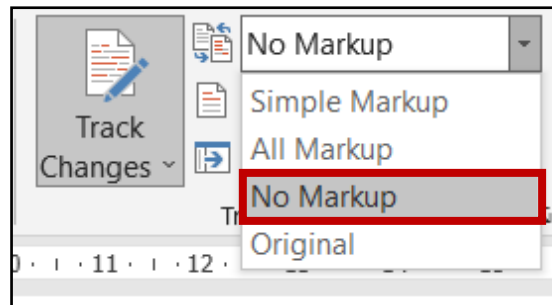 No Markup
Simple Markup
Track
Changes
All Markup
No Markup
Tr
Original
11 12